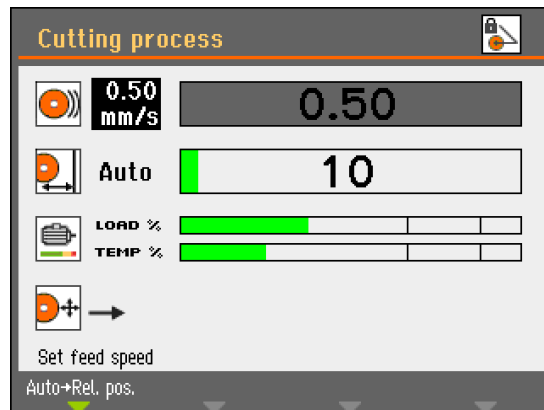 Cutting process
0.50
mm/s
0.50
Auto
10
LOAD %
TEMP %
Set feed speed
Auto→Rel. pos.